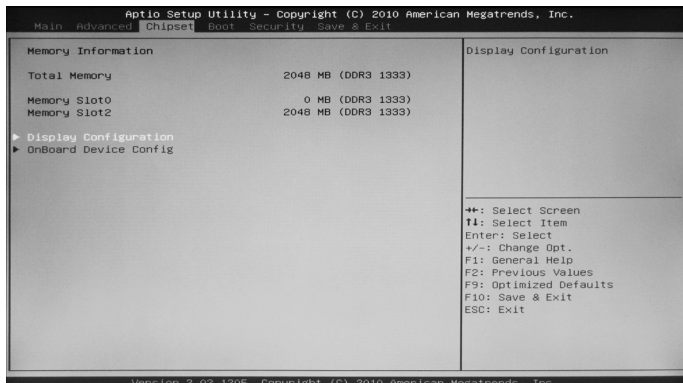 Aptio Setup Utility – Copyright (C) 2010 American Megatrends, Inc.
Main Advanced Chipset Boot Security Save & Exit
Memory Information
Total Memory 2048 MB (DDR3 1333)
Memory Slot0 0 MB (DDR3 1333)
Memory Slot2 2048 MB (DDR3 1333)
▶ Display Configuration
▶ OnBoard Device Config
Display Configuration
→←: Select Screen
↑↓: Select Item
Enter: Select
+/-: Change Opt.
F1: General Help
F2: Previous Values
F9: Optimized Defaults
F10: Save & Exit
ESC: Exit
Version 2.02.1205. Copyright (C) 2010 American Megatrends, Inc.